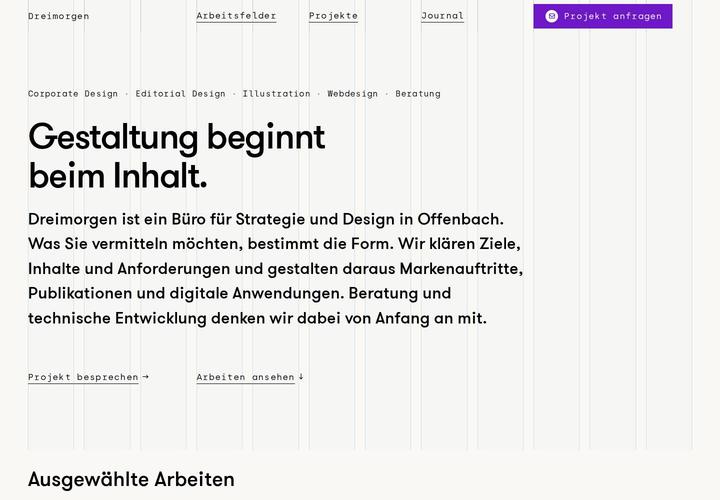 Dreimorgen Arbeitsfelder Projekte Journal Projekt anfragen
Corporate Design · Editorial Design · Illustration · Webdesign · Beratung
Gestaltung beginnt
beim Inhalt.
Dreimorgen ist ein Büro für Strategie und Design in Offenbach.
Was Sie vermitteln möchten, bestimmt die Form. Wir klären Ziele,
Inhalte und Anforderungen und gestalten daraus Markenauftritte,
Publikationen und digitale Anwendungen. Beratung und
technische Entwicklung denken wir dabei von Anfang an mit.
Projekt besprechen → Arbeiten ansehen ↓
Ausgewählte Arbeiten